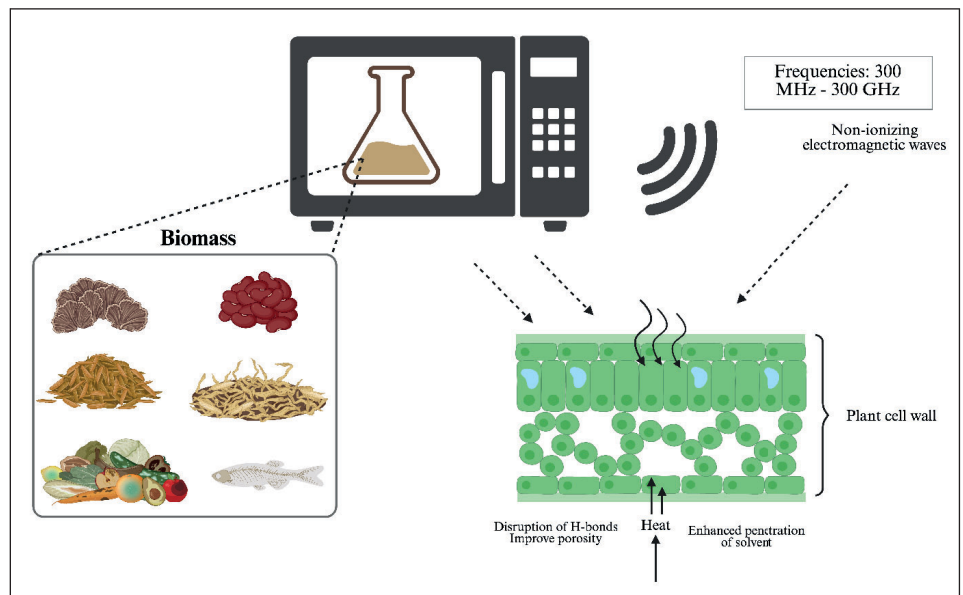 Frequencies: 300
MHz - 300 GHz
Non-ionizing
electromagnetic waves
Biomass
Plant cell wall
Disruption of H-bonds
Improve porosity
Heat
Enhanced penetration
of solvent